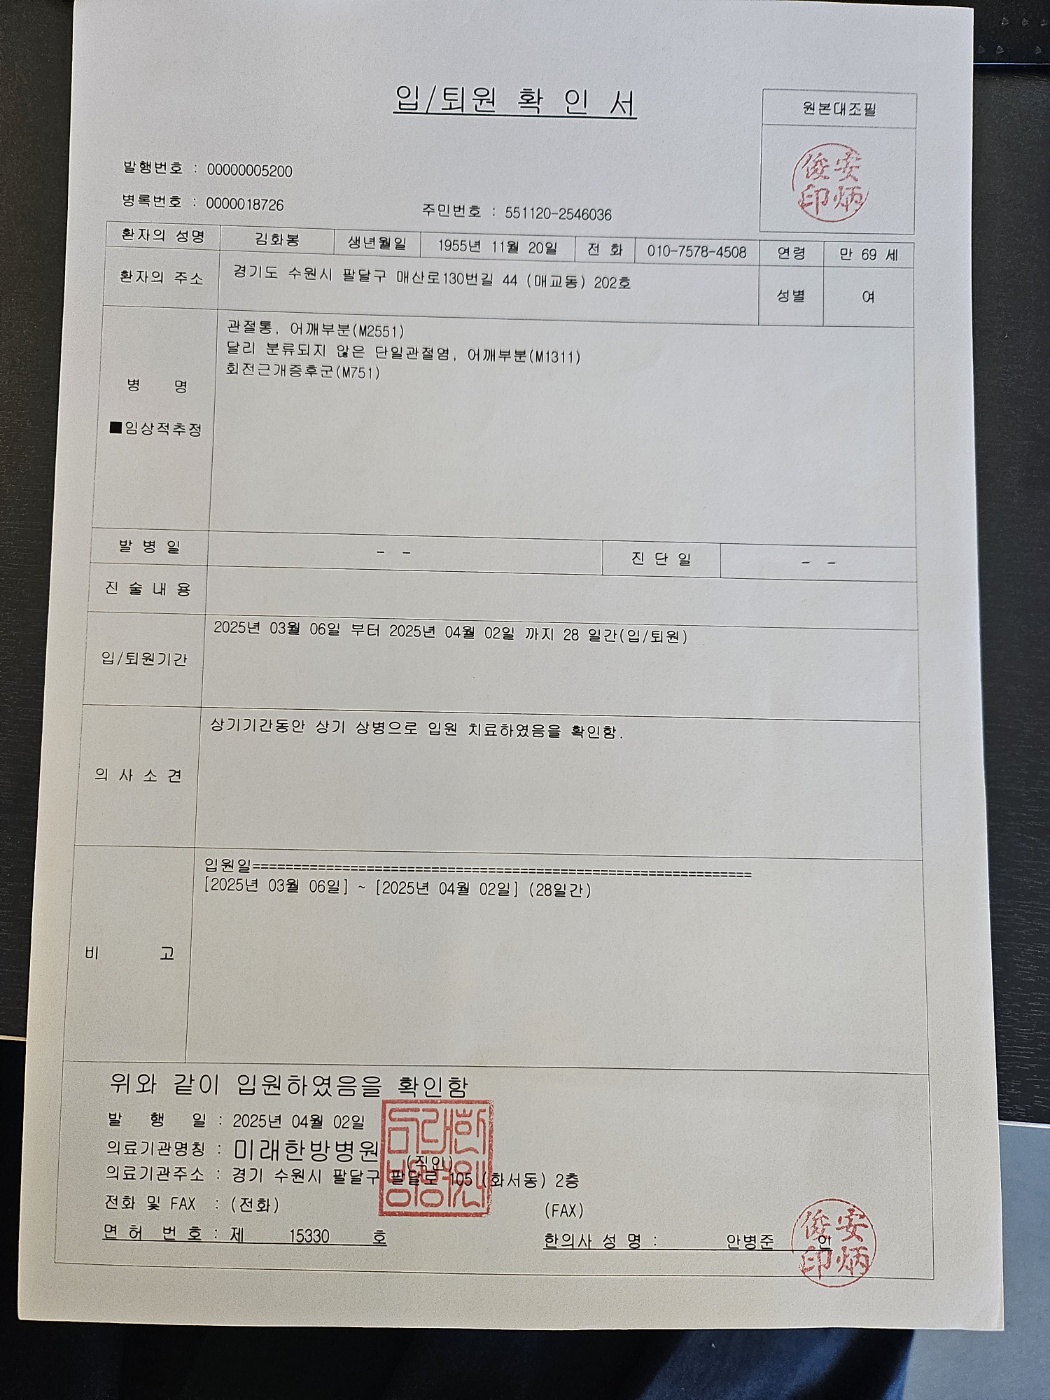 입/퇴원 확 인 서
원본대조필
安炳俊印
발행번호 : 00000005200
병록번호 : 0000018726
주민번호 : 551120-2546036
환자의 성명 김화봉 생년월일 1955년 11월 20일 전 화 010-7578-4508 연령 만 69 세
환자의 주소 경기도 수원시 팔달구 매산로130번길 44 (매교동) 202호 성별 여
병 명
■임상적추정
관절통, 어깨부분(M2551)
달리 분류되지 않은 단일관절염, 어깨부분(M1311)
회전근개증후군(M751)
발 병 일 - - 진 단 일 - -
진 술 내 용
입/퇴원기간 2025년 03월 06일 부터 2025년 04월 02일 까지 28 일간(입/퇴원)
의 사 소 견 상기기간동안 상기 상병으로 입원 치료하였음을 확인함.
비 고
입원일=============================================================
[2025년 03월 06일] ~ [2025년 04월 02일] (28일간)
위와 같이 입원하였음을 확인함
발 행 일 : 2025년 04월 02일
의료기관명칭 : 미래한방병원 (직인)
미래한방병원
의료기관주소 : 경기 수원시 팔달구 팔달로 105 (화서동) 2층
전화 및 FAX : (전화) (FAX)
면 허 번 호 : 제 15330 호 한의사 성 명 : 안병준 인
安炳俊印